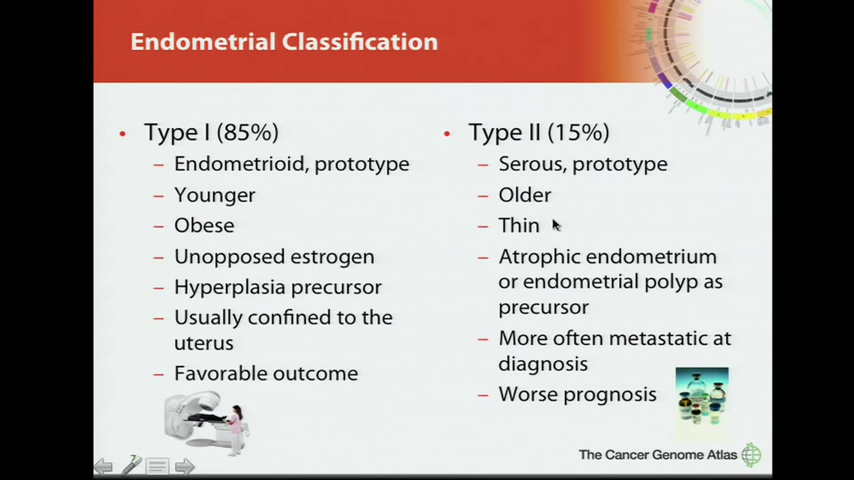 Endometrial Classification
• Type I (85%)
– Endometrioid, prototype
– Younger
– Obese
– Unopposed estrogen
– Hyperplasia precursor
– Usually confined to the
uterus
– Favorable outcome
• Type II (15%)
– Serous, prototype
– Older
– Thin
– Atrophic endometrium
or endometrial polyp as
precursor
– More often metastatic at
diagnosis
– Worse prognosis
7
The Cancer Genome Atlas